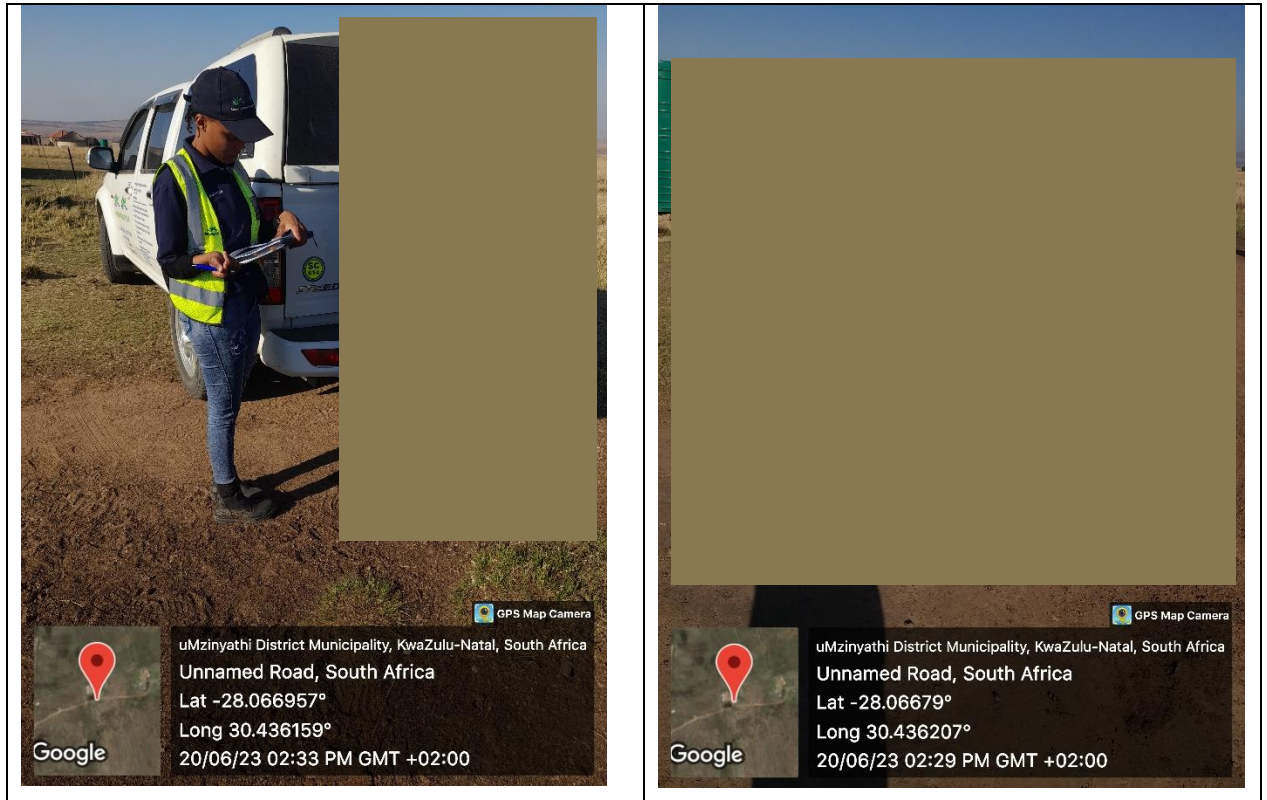 SC
GPS Map Camera
uMzinyathi District Municipality, KwaZulu-Natal, South Africa
Unnamed Road, South Africa
Lat -28.066957°
Long 30.436159°
20/06/23 02:33 PM GMT +02:00
Google
GPS Map Camera
uMzinyathi District Municipality, KwaZulu-Natal, South Africa
Unnamed Road, South Africa
Lat -28.06679°
Long 30.436207°
20/06/23 02:29 PM GMT +02:00
Google